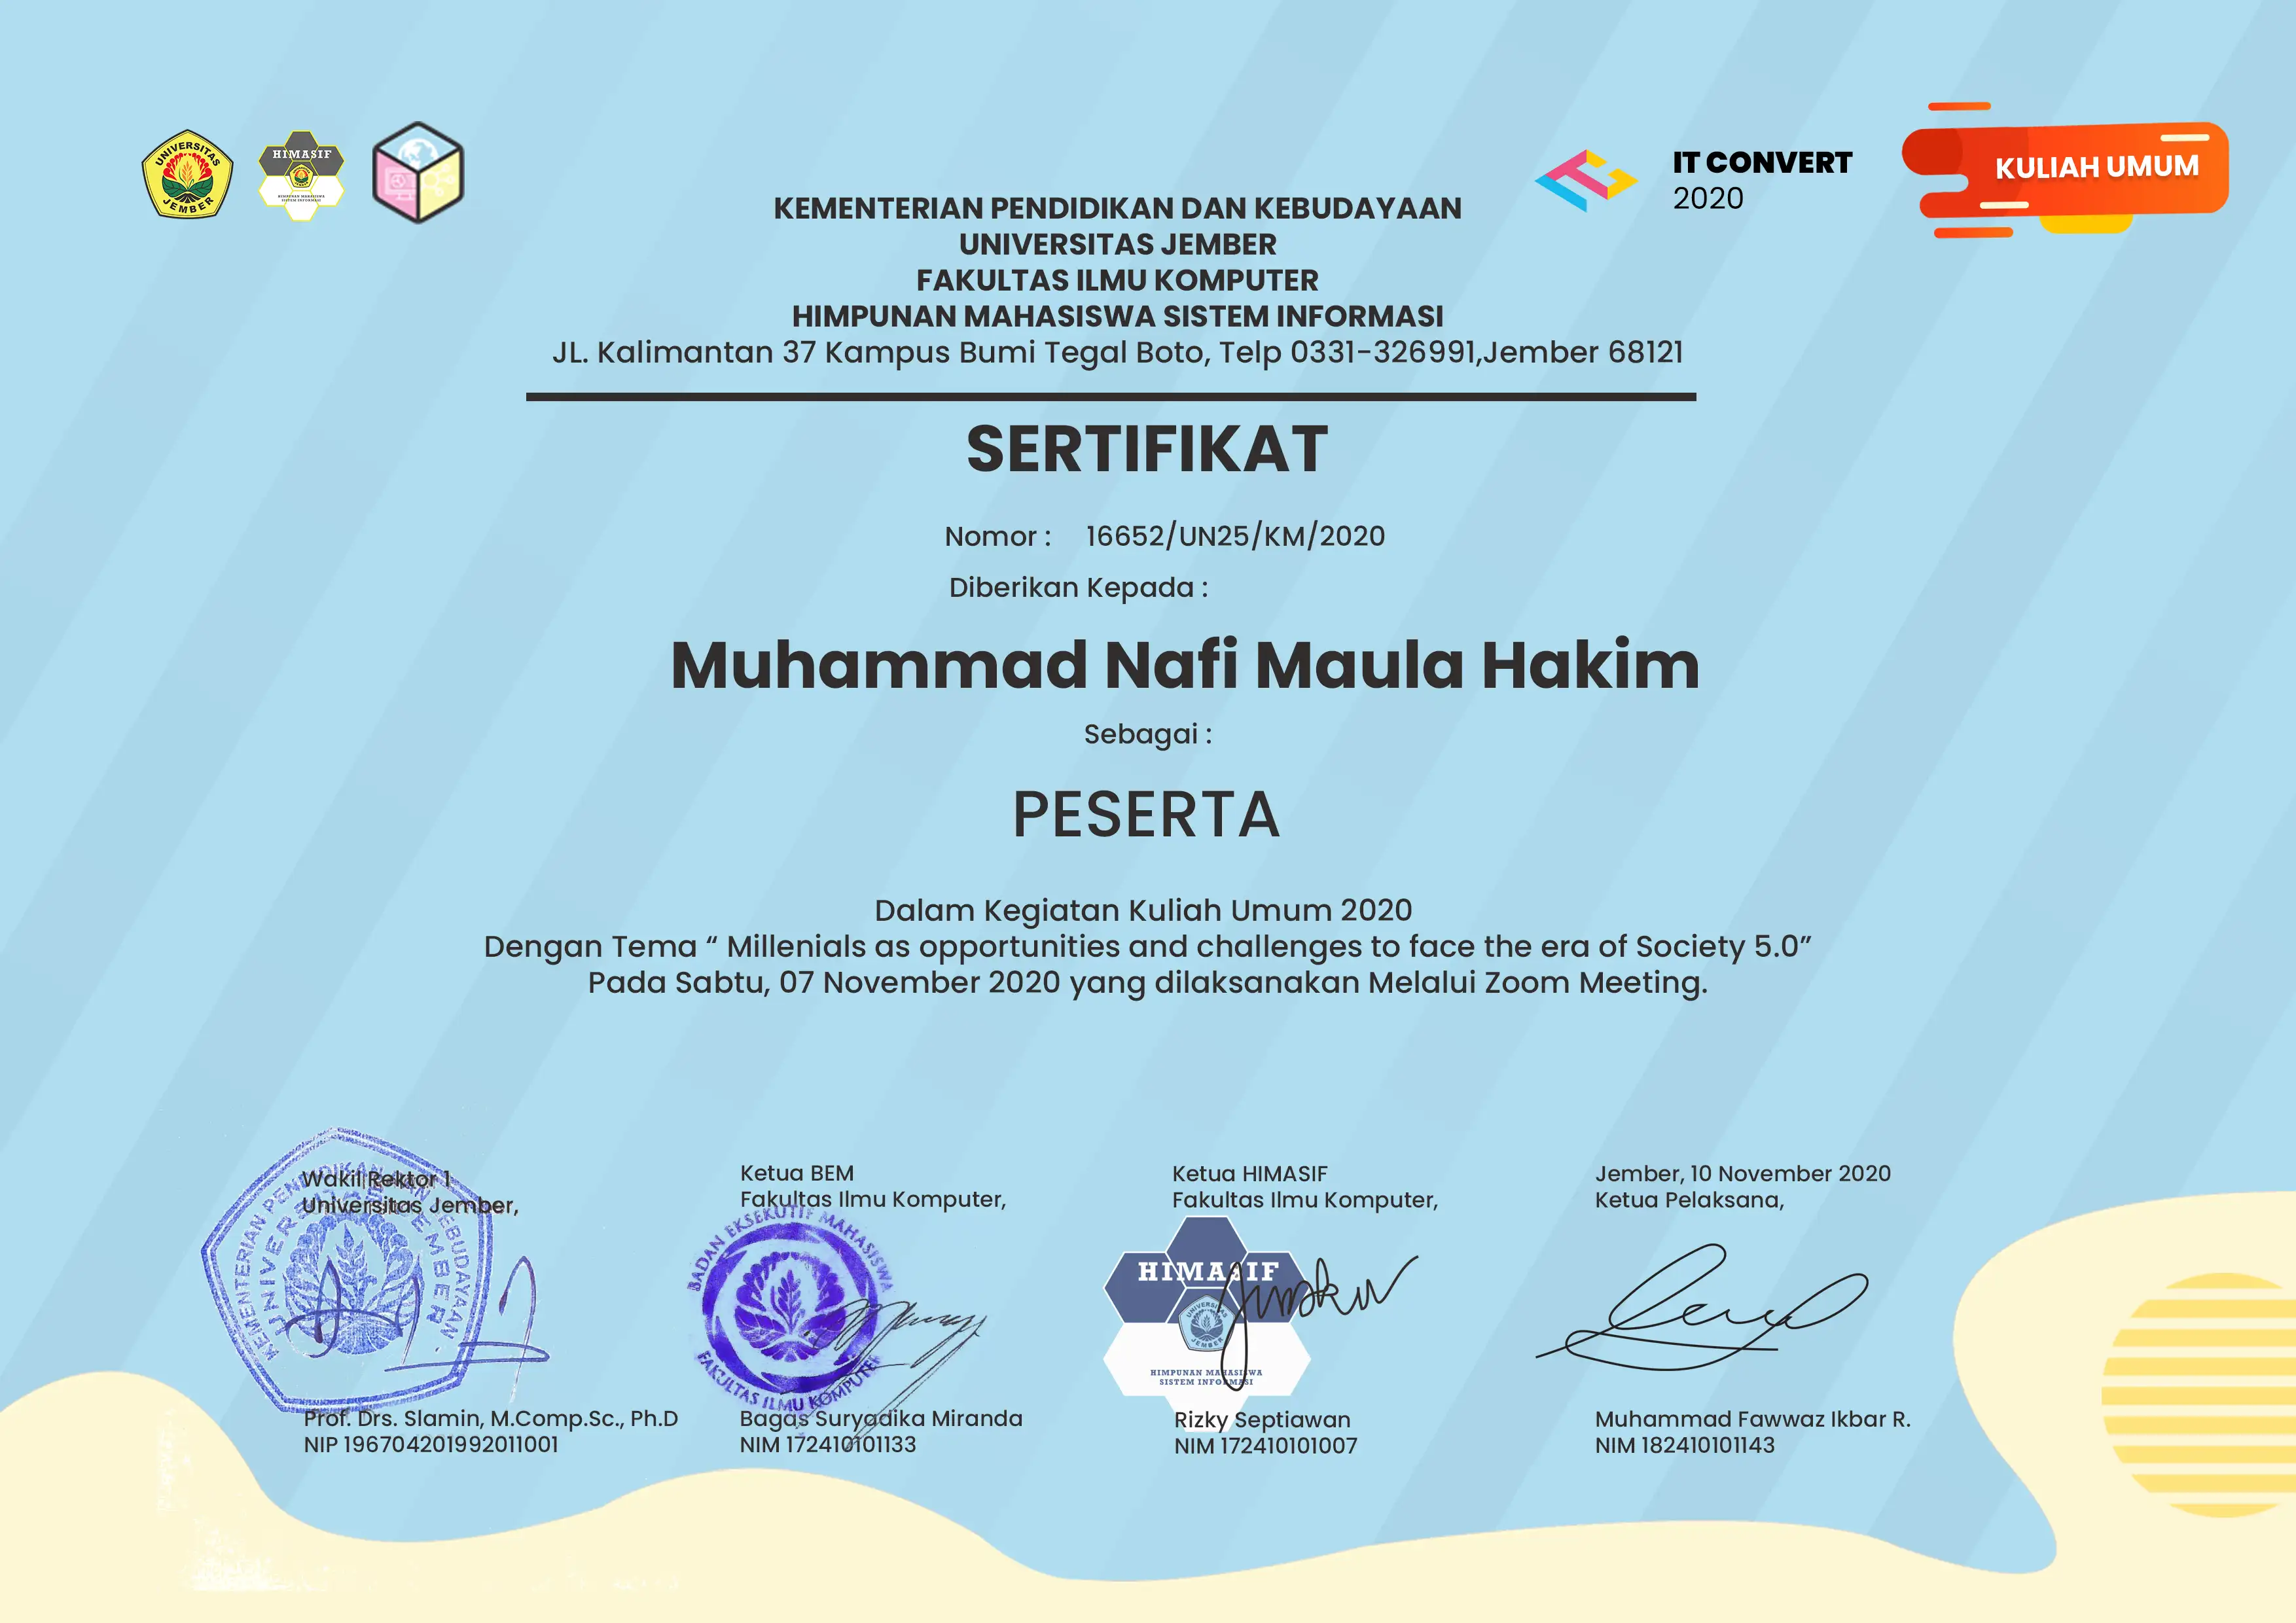 UNIVERSITAS
JEMBER
HIMASIF
HIMPUNAN MAHASISWA
SISTEM INFORMASI
IT CONVERT
2020
KULIAH UMUM
KEMENTERIAN PENDIDIKAN DAN KEBUDAYAAN
UNIVERSITAS JEMBER
FAKULTAS ILMU KOMPUTER
HIMPUNAN MAHASISWA SISTEM INFORMASI
JL. Kalimantan 37 Kampus Bumi Tegal Boto, Telp 0331-326991,Jember 68121
SERTIFIKAT
Nomor : 16652/UN25/KM/2020
Diberikan Kepada :
Muhammad Nafi Maula Hakim
Sebagai :
PESERTA
Dalam Kegiatan Kuliah Umum 2020
Dengan Tema “ Millenials as opportunities and challenges to face the era of Society 5.0”
Pada Sabtu, 07 November 2020 yang dilaksanakan Melalui Zoom Meeting.
Wakil Rektor 1
Universitas Jember,
KEMENTERIAN PENDIDIKAN DAN KEBUDAYAAN
UNIVERSITAS JEMBER
Prof. Drs. Slamin, M.Comp.Sc., Ph.D
NIP 196704201992011001
Ketua BEM
Fakultas Ilmu Komputer,
BADAN EKSEKUTIF MAHASISWA
FAKULTAS ILMU KOMPUTER
Bagas Suryadika Miranda
NIM 172410101133
Ketua HIMASIF
Fakultas Ilmu Komputer,
HIMASIF
UNIVERSITAS
JEMBER
HIMPUNAN MAHASISWA
SISTEM INFORMASI
Rizky Septiawan
NIM 172410101007
Jember, 10 November 2020
Ketua Pelaksana,
Muhammad Fawwaz Ikbar R.
NIM 182410101143